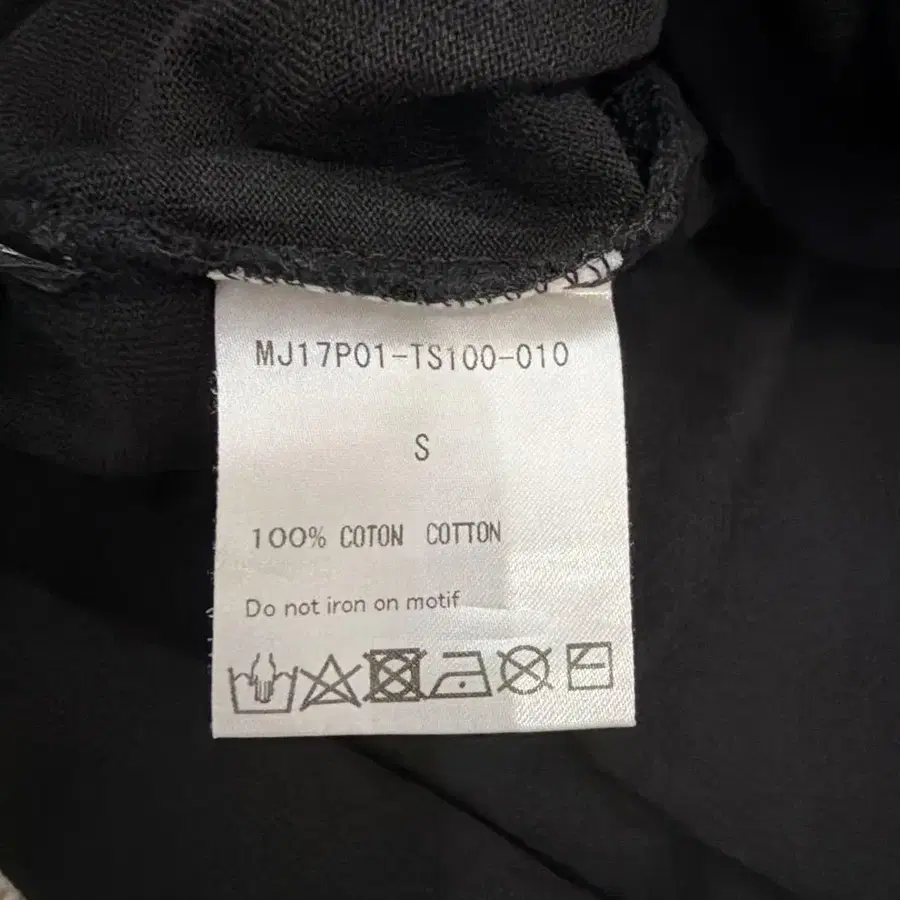 MJ17P01-TS100-010
S
100% COTON COTTON
Do not iron on motif